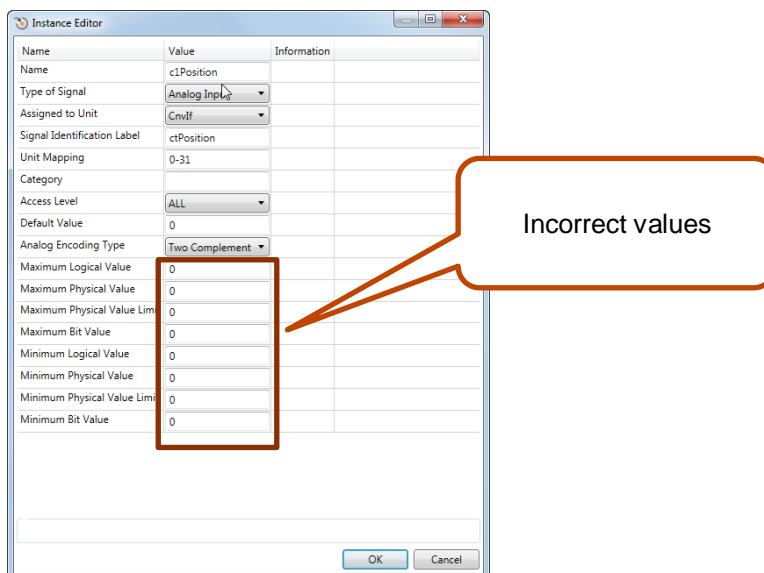 Instance Editor
Name Value Information
Name c1Position
Type of Signal Analog Input
Assigned to Unit CnvIf
Signal Identification Label ctPosition
Unit Mapping 0-31
Category
Access Level ALL
Default Value 0
Analog Encoding Type Two Complement
Maximum Logical Value 0
Maximum Physical Value 0
Maximum Physical Value Limi 0
Maximum Bit Value 0
Minimum Logical Value 0
Minimum Physical Value 0
Minimum Physical Value Limi 0
Minimum Bit Value 0
Incorrect values
OK Cancel